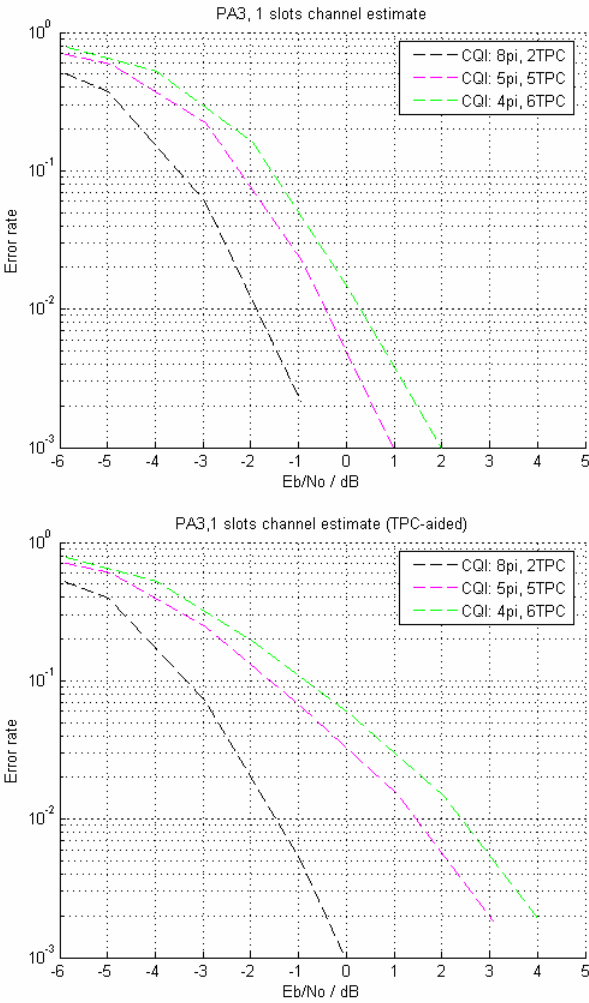 PA3, 1 slots channel estimate
10^0
10^-1
10^-2
10^-3
Error rate
CQI: 8pi, 2TPC
CQI: 5pi, 5TPC
CQI: 4pi, 6TPC
-6 -5 -4 -3 -2 -1 0 1 2 3 4 5
Eb/No / dB
PA3,1 slots channel estimate (TPC-aided)
10^0
10^-1
10^-2
10^-3
Error rate
CQI: 8pi, 2TPC
CQI: 5pi, 5TPC
CQI: 4pi, 6TPC
-6 -5 -4 -3 -2 -1 0 1 2 3 4 5
Eb/No / dB